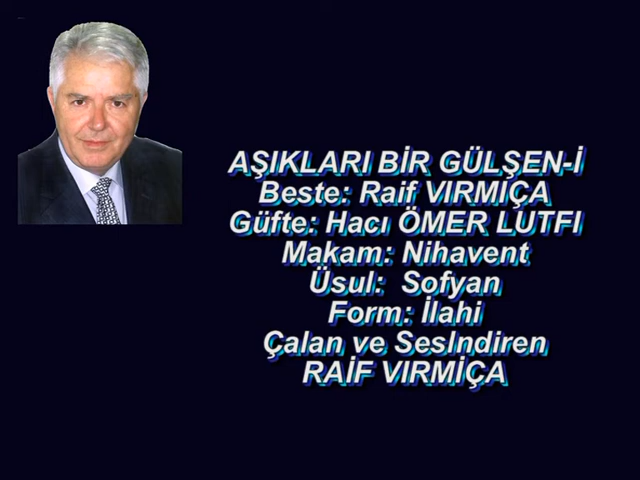 AŞIKLARI BİR GÜLŞEN-İ
Beste: Raif VIRMIÇA
Güfte: Hacı ÖMER LUTFI
Makam: Nihavent
Üsul: Sofyan
Form: İlahi
Çalan ve Seslndiren
RAİF VIRMİÇA